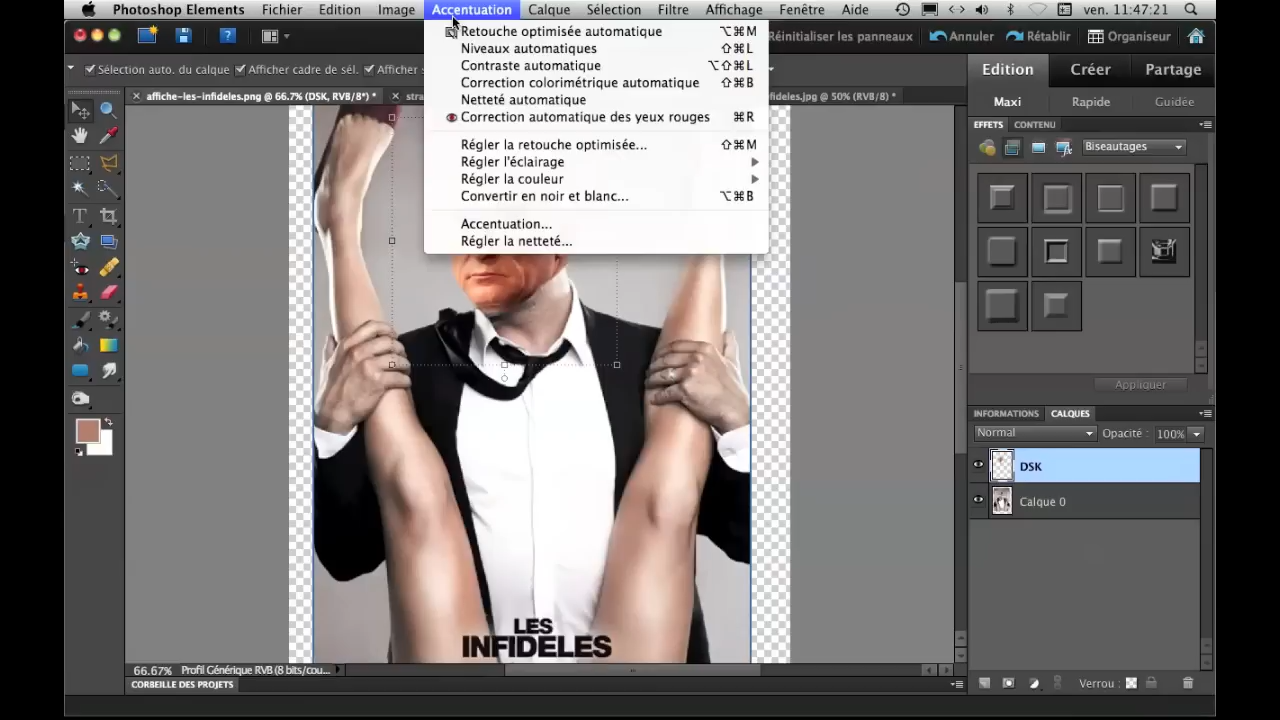 Photoshop Elements Fichier Edition Image Accentuation Calque Sélection Filtre Affichage Fenêtre Aide ven. 11:47:21
Réinitialiser les panneaux Annuler Rétablir Organiseur
Sélection auto. du calque Afficher cadre de sél. Afficher s
Retouche optimisée automatique ⌥⌘M
Niveaux automatiques ⇧⌘L
Contraste automatique ⌥⇧⌘L
Correction colorimétrique automatique ⇧⌘B
Netteté automatique
Correction automatique des yeux rouges ⌘R
Régler la retouche optimisée... ⇧⌘M
Régler l'éclairage
Régler la couleur
Convertir en noir et blanc... ⌥⌘B
Accentuation...
Régler la netteté...
Edition Créer Partage
Maxi Rapide Guidée
affiche-les-infideles.png @ 66.7% (DSK, RVB/8*) * stra ideles.jpg @ 50% (RVB/8) *
EFFETS CONTENU
Biseautages
Appliquer
INFORMATIONS CALQUES
Normal Opacité : 100%
DSK
Calque 0
LES
INFIDELES
66.67% Profil Générique RVB (8 bits/cou...
CORBEILLE DES PROJETS
Verrou :